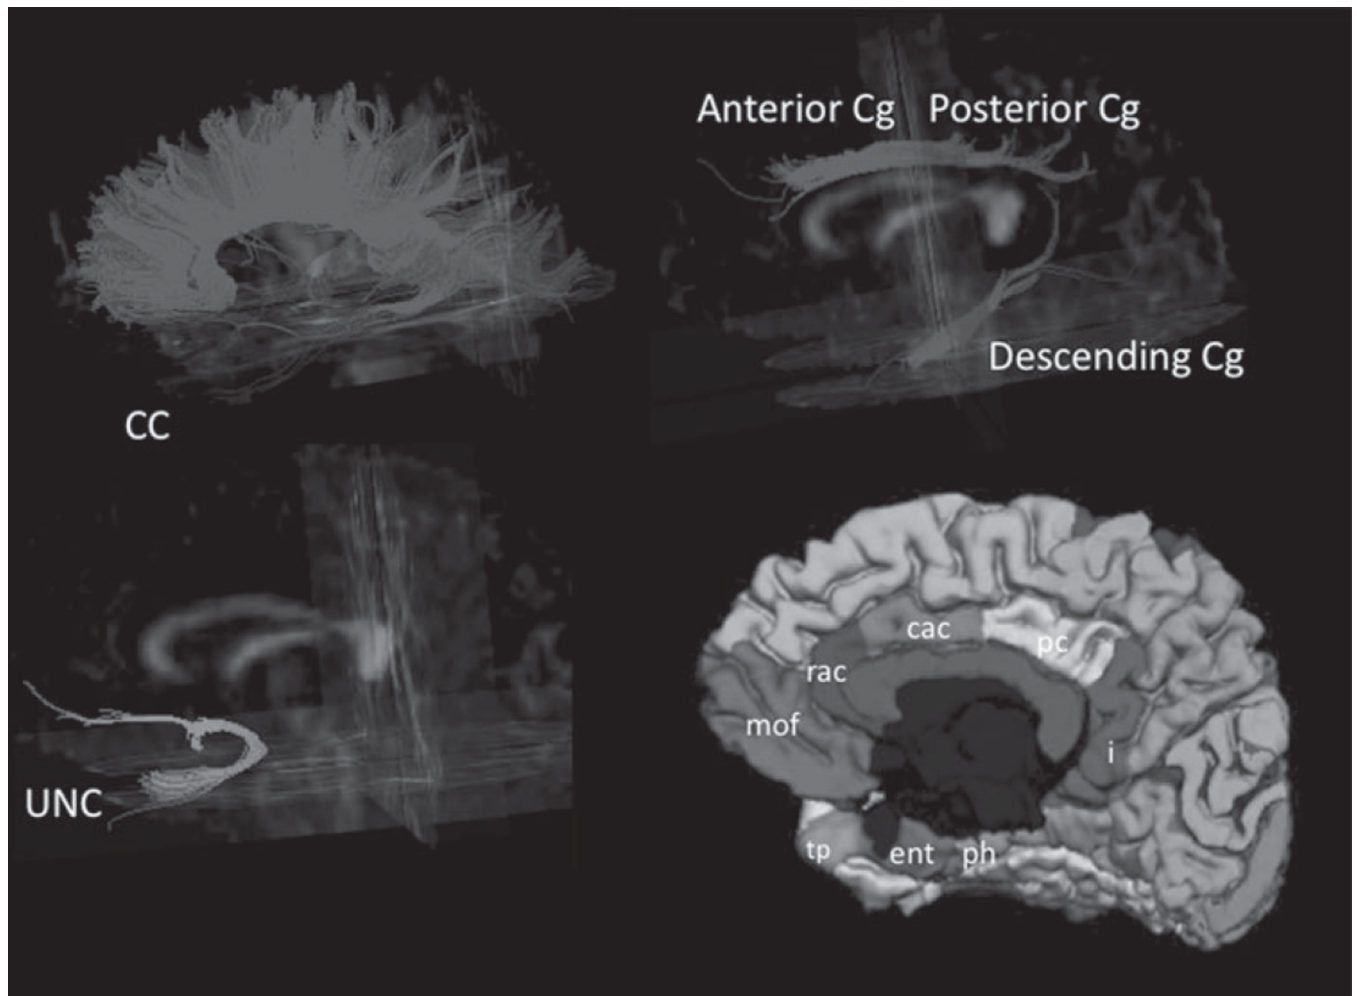 Anterior Cg Posterior Cg
Descending Cg
CC
UNC
cac
pc
rac
mof
i
tp
ent
ph